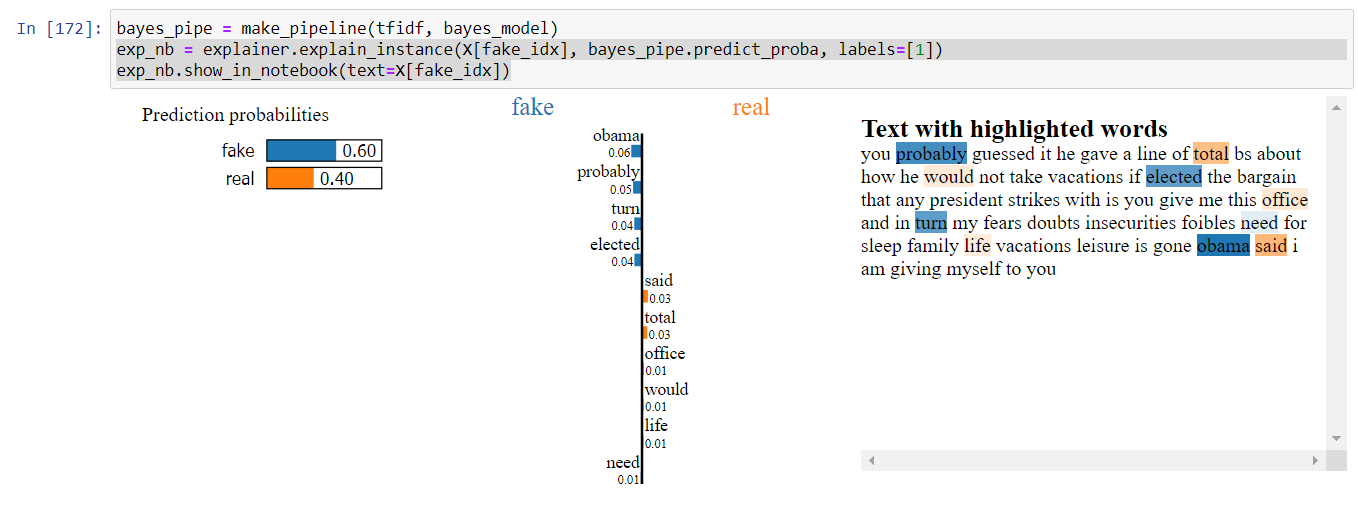 In [172]:
bayes_pipe = make_pipeline(tfidf, bayes_model)
exp_nb = explainer.explain_instance(X[fake_idx], bayes_pipe.predict_proba, labels=[1])
exp_nb.show_in_notebook(text=X[fake_idx])
Prediction probabilities
fake 0.60
real 0.40
fake real
obama
0.06
probably
0.05
turn
0.04
elected
0.04
said
0.03
total
0.03
office
0.01
would
0.01
life
0.01
need
0.01
Text with highlighted words
you probably guessed it he gave a line of total bs about
how he would not take vacations if elected the bargain
that any president strikes with is you give me this office
and in turn my fears doubts insecurities foibles need for
sleep family life vacations leisure is gone obama said i
am giving myself to you